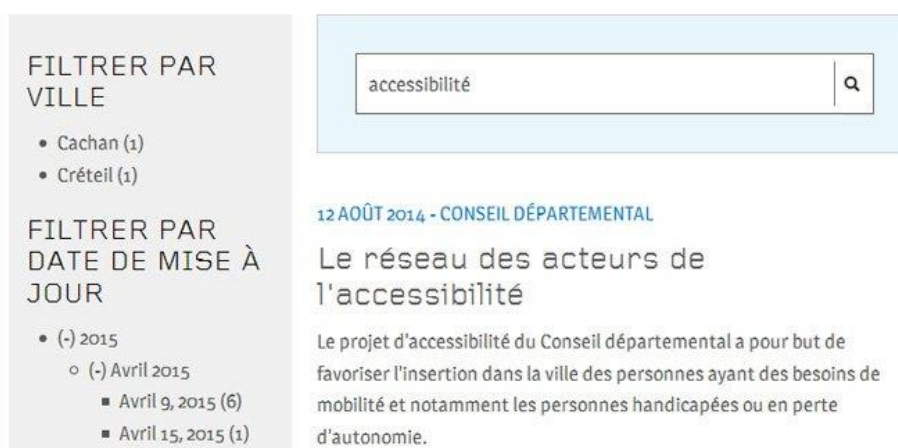 FILTRER PAR
VILLE
• Cachan (1)
• Créteil (1)
FILTRER PAR
DATE DE MISE À
JOUR
• (-) 2015
○ (-) Avril 2015
▪ Avril 9, 2015 (6)
▪ Avril 15, 2015 (1)
accessibilité
12 AOÛT 2014 - CONSEIL DÉPARTEMENTAL
Le réseau des acteurs de
l'accessibilité
Le projet d'accessibilité du Conseil départemental a pour but de
favoriser l'insertion dans la ville des personnes ayant des besoins de
mobilité et notamment les personnes handicapées ou en perte
d'autonomie.